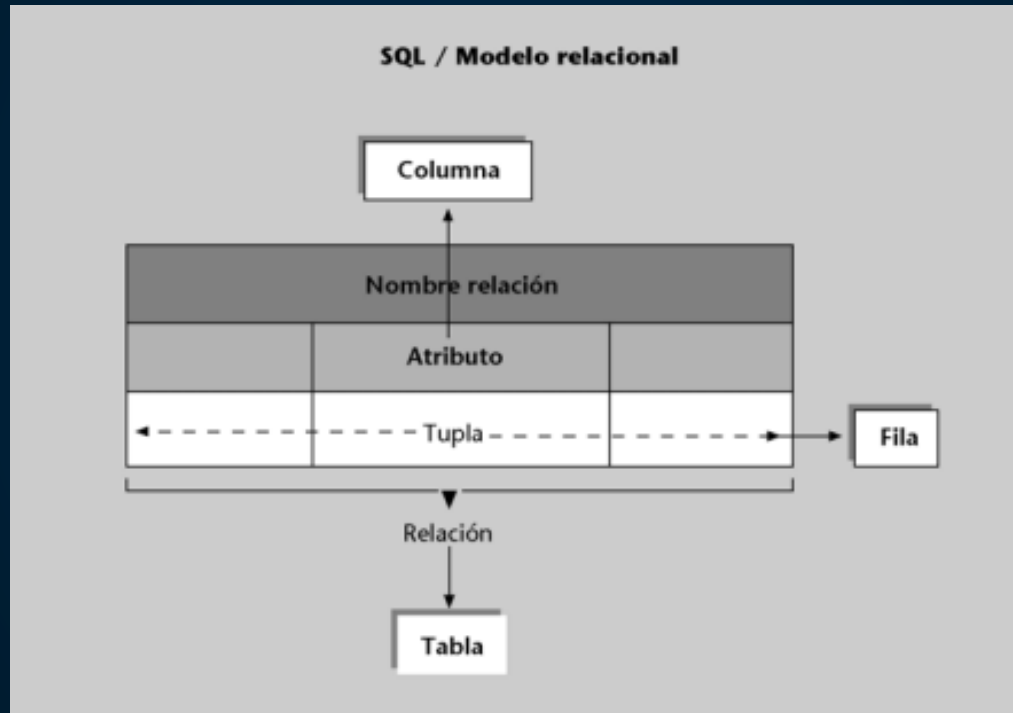 SQL / Modelo relacional
Columna
Nombre relación
Atributo
Tupla
Fila
Relación
Tabla